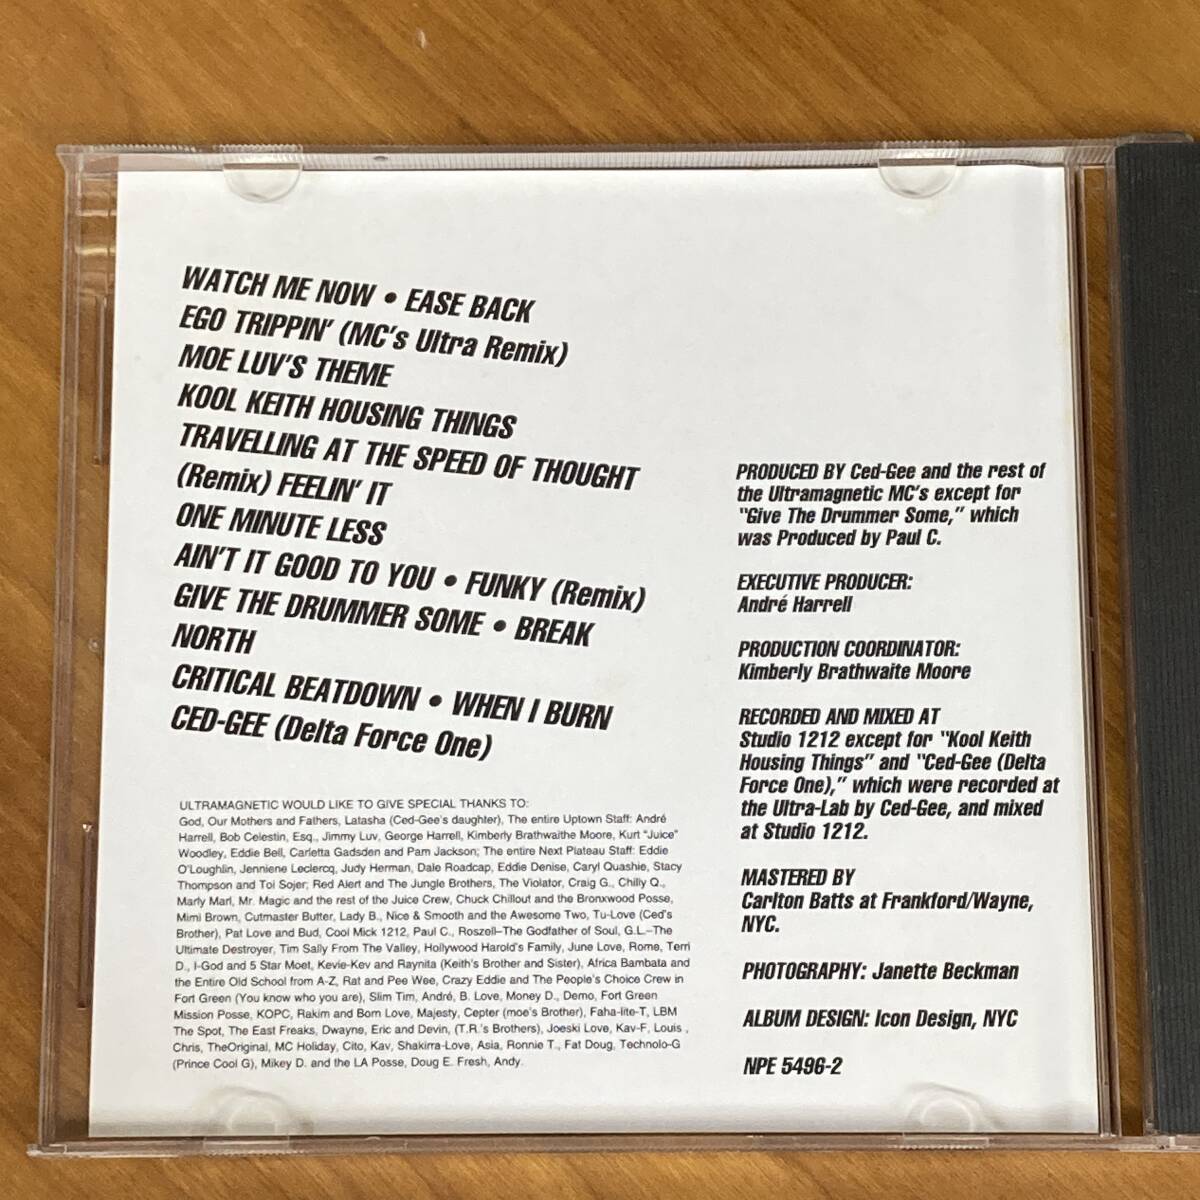 WATCH ME NOW • EASE BACK
EGO TRIPPIN' (MC's Ultra Remix)
MOE LUV'S THEME
KOOL KEITH HOUSING THINGS
TRAVELLING AT THE SPEED OF THOUGHT
(Remix) FEELIN' IT
ONE MINUTE LESS
AIN'T IT GOOD TO YOU • FUNKY (Remix)
GIVE THE DRUMMER SOME • BREAK
NORTH
CRITICAL BEATDOWN • WHEN I BURN
CED-GEE (Delta Force One)
ULTRAMAGNETIC WOULD LIKE TO GIVE SPECIAL THANKS TO:
God, Our Mothers and Fathers, Latasha (Ced-Gee's daughter), The entire Uptown Staff: André
Harrell, Bob Celestin, Esq., Jimmy Luv, George Harrell, Kimberly Brathwaithe Moore, Kurt "Juice"
Woodley, Eddie Bell, Carletta Gadsden and Pam Jackson; The entire Next Plateau Staff: Eddie
O'Loughlin, Jenniene Leclercq, Judy Herman, Dale Roadcap, Eddie Denise, Caryl Quashie, Stacy
Thompson and Toi Sojer; Red Alert and The Jungle Brothers, The Violator, Craig G., Chilly Q.,
Marly Marl, Mr. Magic and the rest of the Juice Crew, Chuck Chillout and the Bronxwood Posse,
Mimi Brown, Cutmaster Butter, Lady B., Nice & Smooth and the Awesome Two, Tu-Love (Ced's
Brother), Pat Love and Bud, Cool Mick 1212, Paul C., Roszell–The Godfather of Soul, G.L.–The
Ultimate Destroyer, Tim Sally From The Valley, Hollywood Harold's Family, June Love, Rome, Terri
D., I-God and 5 Star Moet, Kevie-Kev and Raynita (Keith's Brother and Sister), Africa Bambata and
the Entire Old School from A-Z, Rat and Pee Wee, Crazy Eddie and The People's Choice Crew in
Fort Green (You know who you are), Slim Tim, André, B. Love, Money D., Demo, Fort Green
Mission Posse, KOPC, Rakim and Born Love, Majesty, Cepter (moe's Brother), Faha-lite-T, LBM
The Spot, The East Freaks, Dwayne, Eric and Devin, (T.R.'s Brothers), Joeski Love, Kav-F, Louis ,
Chris, TheOriginal, MC Holiday, Cito, Kav, Shakirra-Love, Asia, Ronnie T., Fat Doug, Technolo-G
(Prince Cool G), Mikey D. and the LA Posse, Doug E. Fresh, Andy.
PRODUCED BY Ced-Gee and the rest of
the Ultramagnetic MC's except for
"Give The Drummer Some," which
was Produced by Paul C.
EXECUTIVE PRODUCER:
André Harrell
PRODUCTION COORDINATOR:
Kimberly Brathwaite Moore
RECORDED AND MIXED AT
Studio 1212 except for "Kool Keith
Housing Things" and "Ced-Gee (Delta
Force One)," which were recorded at
the Ultra-Lab by Ced-Gee, and mixed
at Studio 1212.
MASTERED BY
Carlton Batts at Frankford/Wayne,
NYC.
PHOTOGRAPHY: Janette Beckman
ALBUM DESIGN: Icon Design, NYC
NPE 5496-2